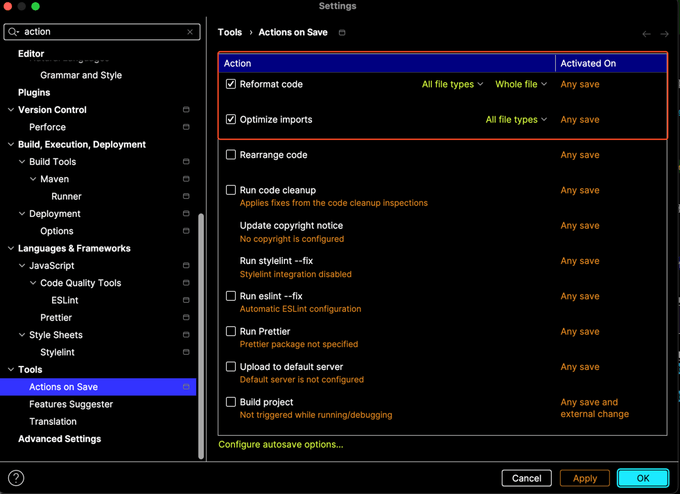 Settings
action
Editor
Natural Languages
Grammar and Style
Plugins
Version Control
Perforce
Build, Execution, Deployment
Build Tools
Maven
Runner
Deployment
Options
Languages & Frameworks
JavaScript
Code Quality Tools
ESLint
Prettier
Style Sheets
Stylelint
Tools
Actions on Save
Features Suggester
Translation
Advanced Settings
Tools › Actions on Save
Action Activated On
Reformat code All file types Whole file Any save
Optimize imports All file types Any save
Rearrange code Any save
Run code cleanup Any save
Applies fixes from the code cleanup inspections
Update copyright notice Any save
No copyright is configured
Run stylelint --fix Any save
Stylelint integration disabled
Run eslint --fix Any save
Automatic ESLint configuration
Run Prettier Any save
Prettier package not specified
Upload to default server Any save
Default server is not configured
Build project Any save and
Not triggered while running/debugging external change
Configure autosave options...
? Cancel Apply OK